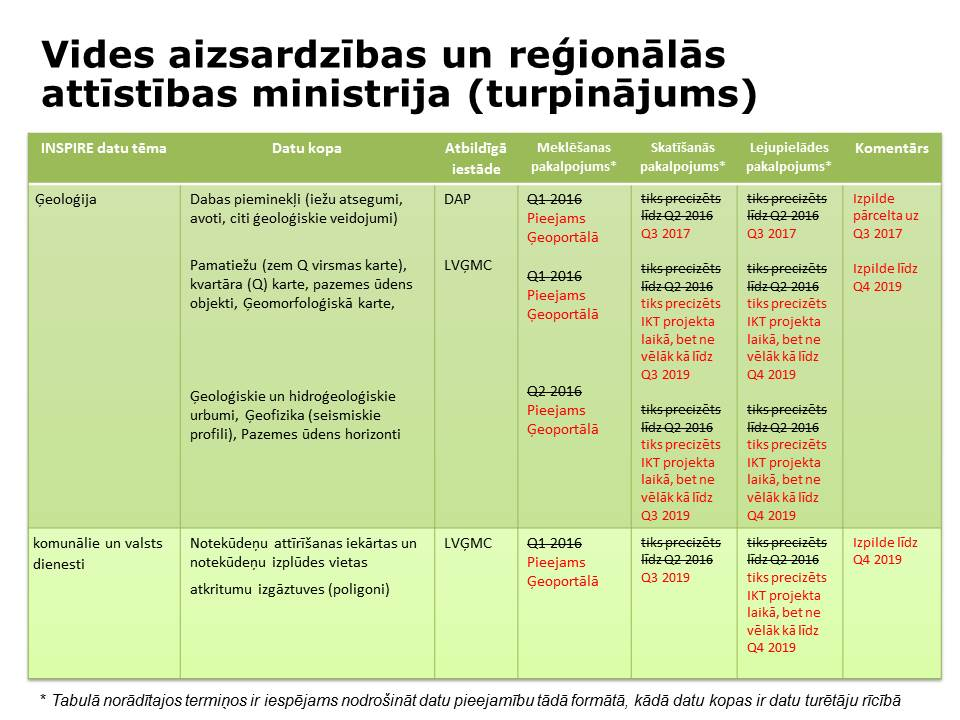 Vides aizsardzības un reģionālās
attīstības ministrija (turpinājums)
INSPIRE datu tēma
Datu kopa
Atbildīgā
iestāde
Meklēšanas
pakalpojums*
Skatīšanās
pakalpojums*
Lejupielādes
pakalpojums*
Komentārs
Ģeoloģija
Dabas pieminekļi (iežu atsegumi,
avoti, citi ģeoloģiskie veidojumi)
DAP
Q1 2016
Pieejams
Ģeoportālā
tiks precizēts
līdz Q2 2016
Q3 2017
tiks precizēts
līdz Q2 2016
Q3 2017
Izpilde
pārcelta uz
Q3 2017
Pamatiežu (zem Q virsmas karte),
kvartāra (Q) karte, pazemes ūdens
objekti, Ģeomorfoloģiskā karte,
LVĢMC
Q1 2016
Pieejams
Ģeoportālā
tiks precizēts
līdz Q2 2016
tiks precizēts
IKT projekta
laikā, bet ne
vēlāk kā līdz
Q3 2019
tiks precizēts
līdz Q2 2016
tiks precizēts
IKT projekta
laikā, bet ne
vēlāk kā līdz
Q4 2019
Izpilde līdz
Q4 2019
Ģeoloģiskie un hidroģeoloģiskie
urbumi, Ģeofizika (seismiskie
profili), Pazemes ūdens horizonti
Q2 2016
Pieejams
Ģeoportālā
tiks precizēts
līdz Q2 2016
tiks precizēts
IKT projekta
laikā, bet ne
vēlāk kā līdz
Q3 2019
tiks precizēts
līdz Q2 2016
tiks precizēts
IKT projekta
laikā, bet ne
vēlāk kā līdz
Q4 2019
komunālie un valsts
dienesti
Notekūdeņu attīrīšanas iekārtas un
notekūdeņu izplūdes vietas
atkritumu izgāztuves (poligoni)
LVĢMC
Q1 2016
Pieejams
Ģeoportālā
tiks precizēts
līdz Q2 2016
Q3 2019
tiks precizēts
līdz Q2 2016
tiks precizēts
IKT projekta
laikā, bet ne
vēlāk kā līdz
Q4 2019
Izpilde līdz
Q4 2019
* Tabulā norādītajos termiņos ir iespējams nodrošināt datu pieejamību tādā formātā, kādā datu kopas ir datu turētāju rīcībā